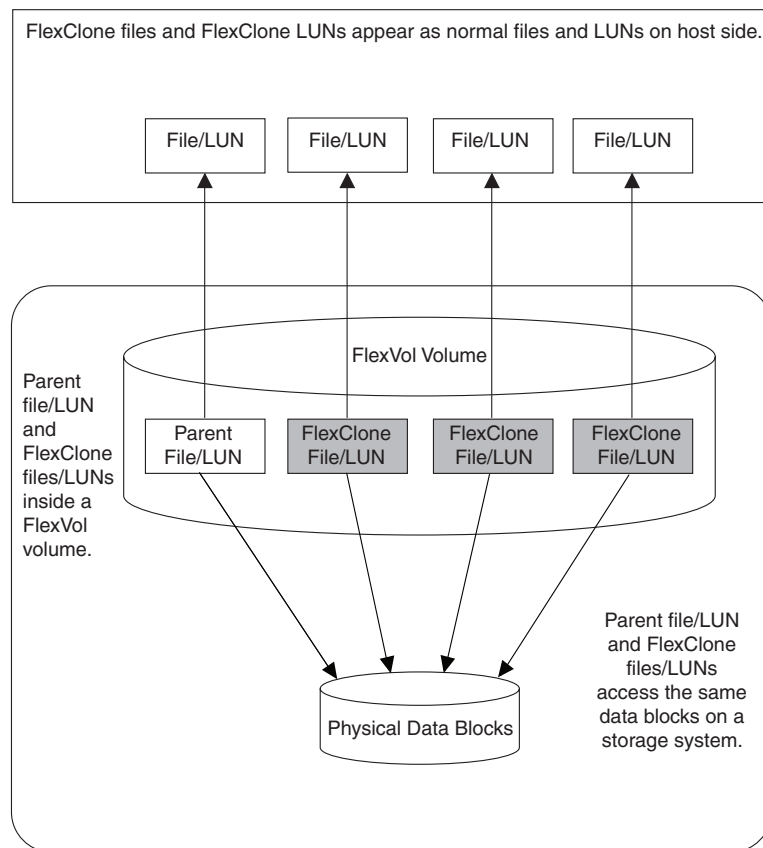 FlexClone files and FlexClone LUNs appear as normal files and LUNs on host side.
File/LUN
File/LUN
File/LUN
File/LUN
FlexVol Volume
Parent
file/LUN
and
FlexClone
files/LUNs
inside a
FlexVol
volume.
Parent
File/LUN
FlexClone
File/LUN
FlexClone
File/LUN
FlexClone
File/LUN
Parent file/LUN
and FlexClone
files/LUNs
access the same
data blocks on a
storage system.
Physical Data Blocks